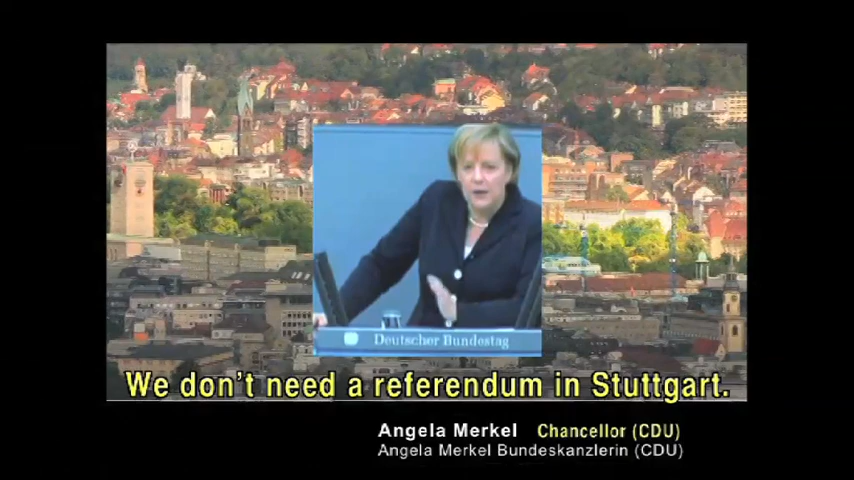 Deutscher Bundestag
We don't need a referendum in Stuttgart.
Angela Merkel Chancellor (CDU)
Angela Merkel Bundeskanzlerin (CDU)